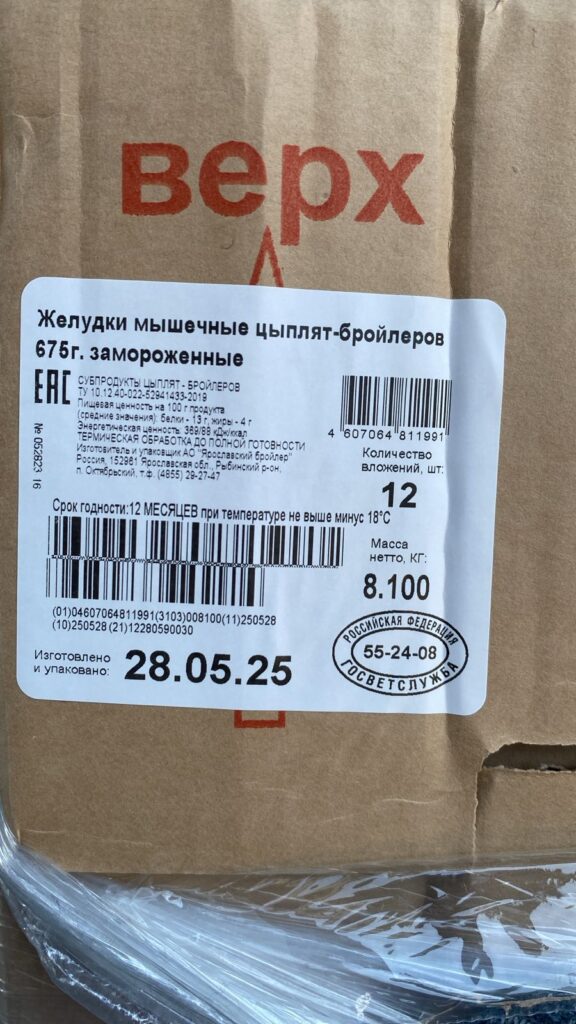 верх
Желудки мышечные цыплят-бройлеров
675г. замороженные
EAC
СУБПРОДУКТЫ ЦЫПЛЯТ - БРОЙЛЕРОВ
ТУ 10.12.40-022-52941433-2019
Пищевая ценность на 100 г продукта
(средние значения): белки - 13 г, жиры - 4 г
Энергетическая ценность 369/88 кДж/ккал
ТЕРМИЧЕСКАЯ ОБРАБОТКА ДО ПОЛНОЙ ГОТОВНОСТИ
Изготовитель и упаковщик АО "Ярославский бройлер"
Россия, 152961 Ярославская обл., Рыбинский р-он,
п. Октябрьский, т.ф. (4855) 29-27-47
№ 052823 16
4 607064 811991
Количество
вложений, шт:
12
Срок годности:12 МЕСЯЦЕВ при температуре не выше минус 18°С
Масса
нетто, КГ:
8.100
(01)04607064811991(3103)008100(11)250528
(10)250528 (21)12280590030
Изготовлено
и упаковано:
28.05.25
РОССИЙСКАЯ ФЕДЕРАЦИЯ
55-24-08
ГОСВЕТСЛУЖБА